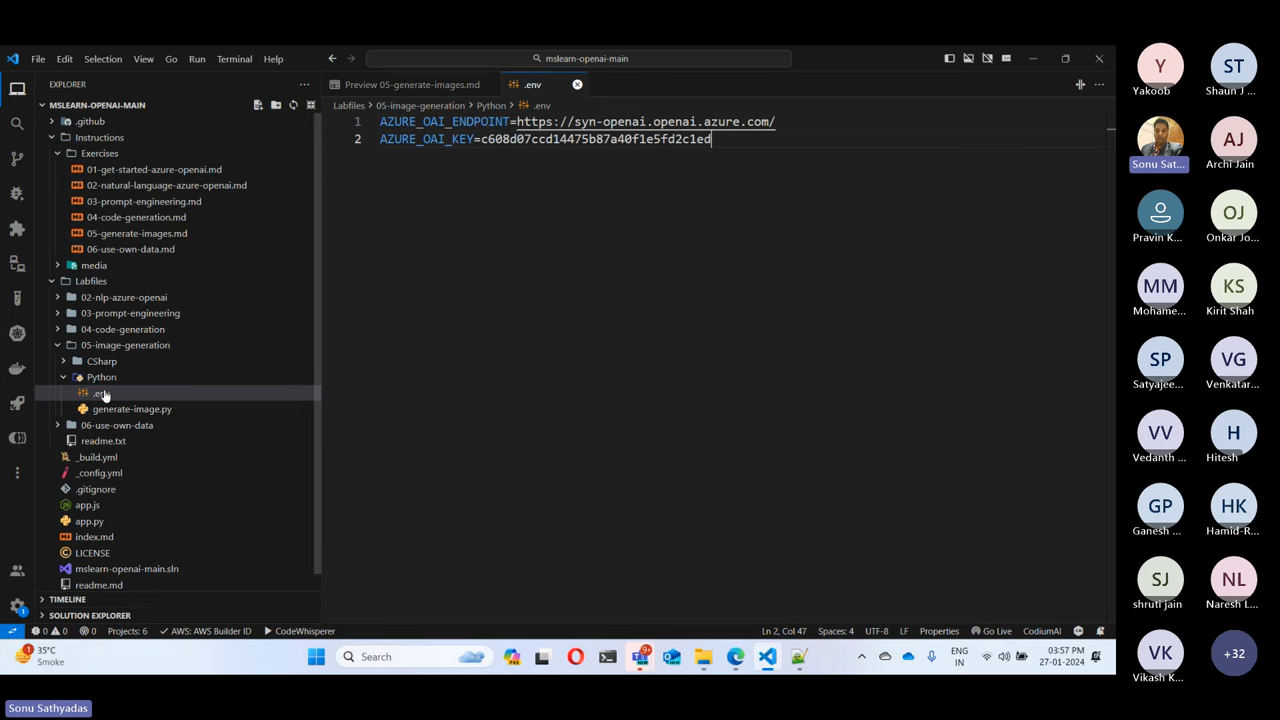 File Edit Selection View Go Run Terminal Help
mslearn-openai-main
EXPLORER
MSLEARN-OPENAI-MAIN
.github
Instructions
Exercises
01-get-started-azure-openai.md
02-natural-language-azure-openai.md
03-prompt-engineering.md
04-code-generation.md
05-generate-images.md
06-use-own-data.md
media
Labfiles
02-nlp-azure-openai
03-prompt-engineering
04-code-generation
05-image-generation
CSharp
Python
generate-image.py
06-use-own-data
readme.txt
_build.yml
_config.yml
.gitignore
app.js
app.py
index.md
LICENSE
mslearn-openai-main.sln
readme.md
TIMELINE
SOLUTION EXPLORER
Preview 05-generate-images.md
.env
Labfiles > 05-image-generation > Python > .env
1 AZURE_OAI_ENDPOINT=https://syn-openai.openai.azure.com/
2 AZURE_OAI_KEY=c608d07ccd14475b87a40f1e5fd2c1ed
0 0 0 Projects: 6 AWS: AWS Builder ID CodeWhisperer
Ln 2, Col 47 Spaces: 4 UTF-8 LF Properties Go Live CodiumAI
35°C
Smoke
Search
9+
ENG
IN
03:57 PM
27-01-2024
Y
Yakoob
ST
Shaun J ...
Sonu Sat...
AJ
Archi Jain
Pravin K...
OJ
Onkar Jo...
MM
Mohame...
KS
Kirit Shah
SP
Satyajee...
VG
Venkatar...
VV
Vedanth ...
H
Hitesh
GP
Ganesh ...
HK
Hamid-R...
SJ
shruti jain
NL
Naresh L...
VK
Vikash K...
+32
Sonu Sathyadas